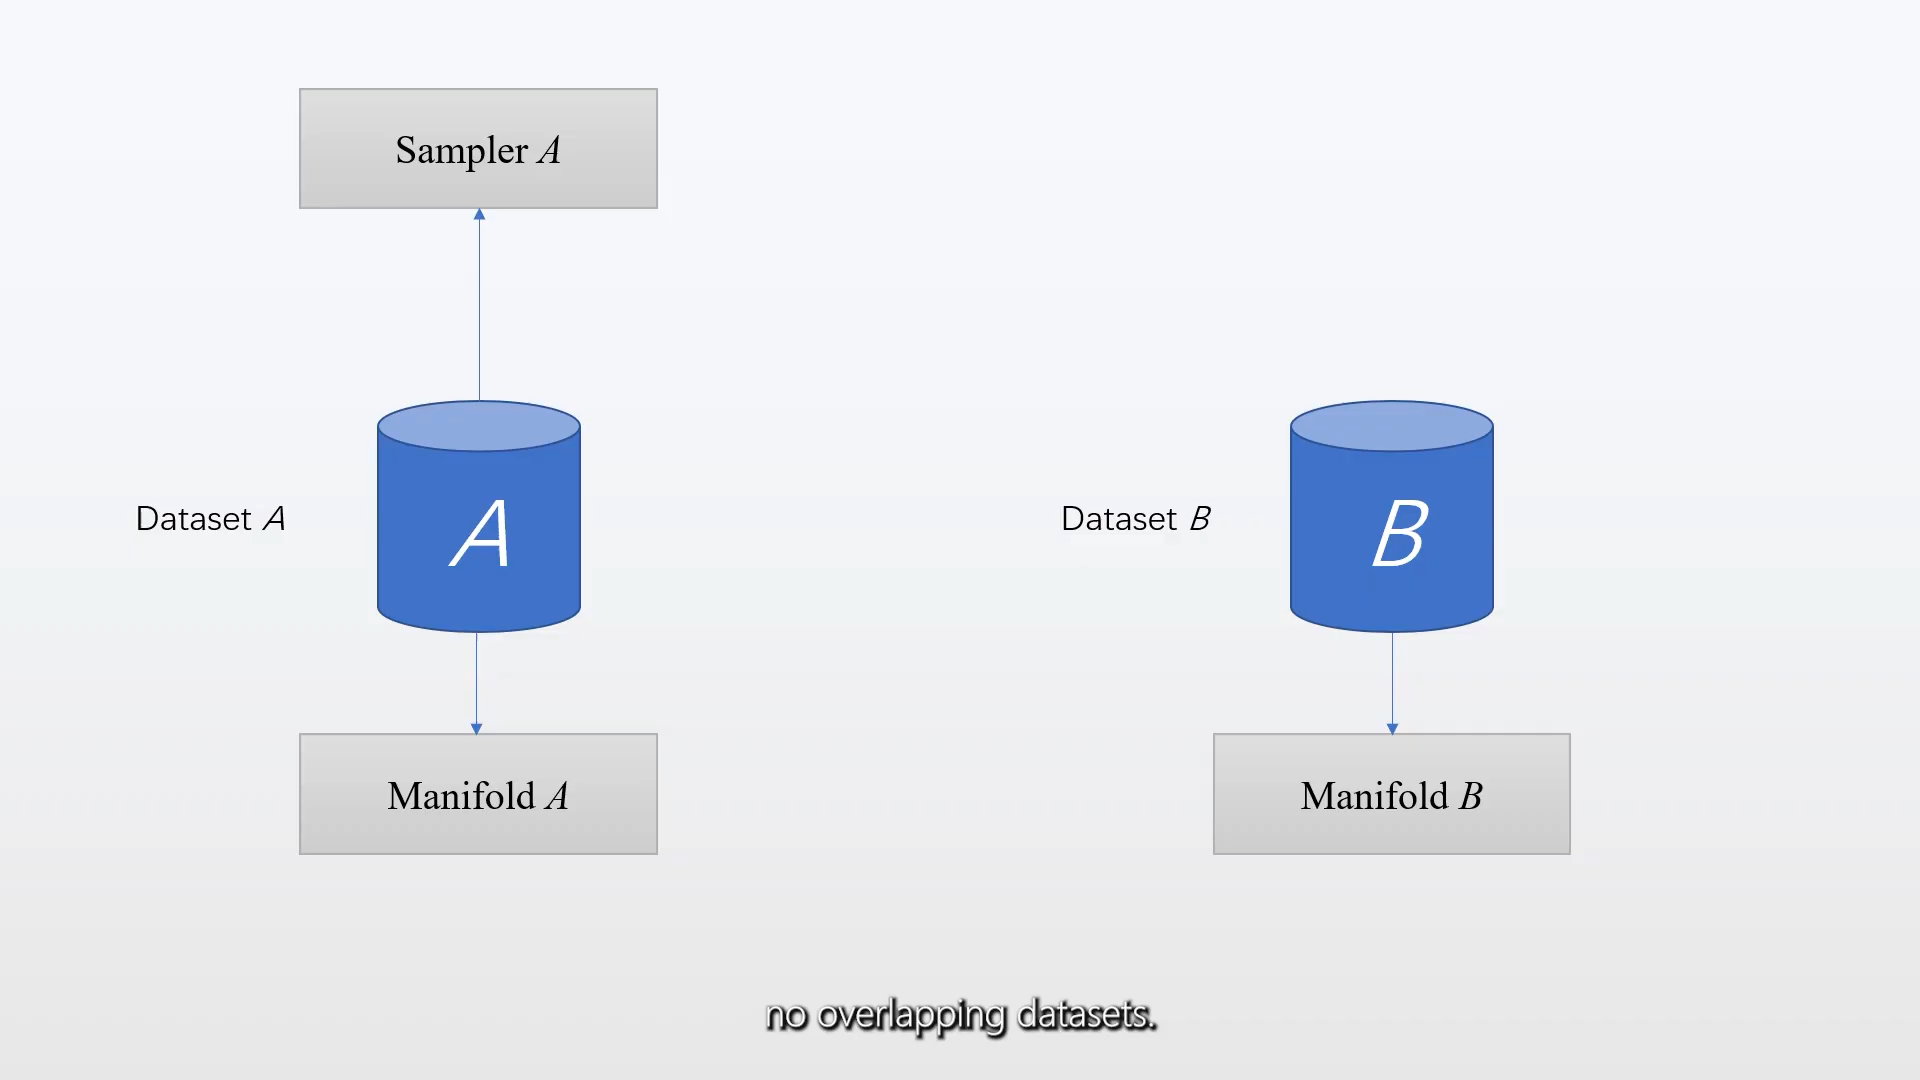 Sampler A
Dataset A
A
Dataset B
B
Manifold A
Manifold B
no overlapping datasets.